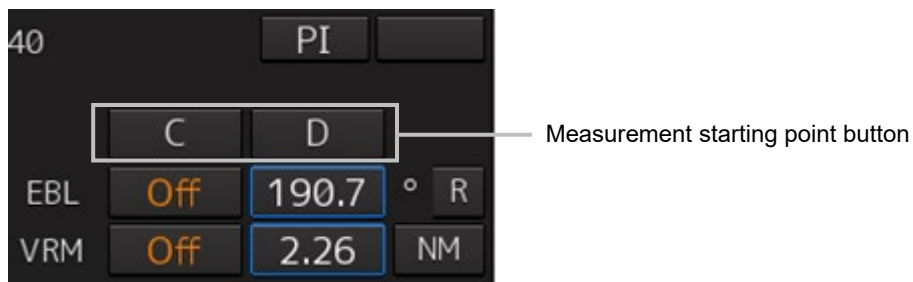 40 PI
C D Measurement starting point button
EBL Off 190.7 ° R
VRM Off 2.26 NM